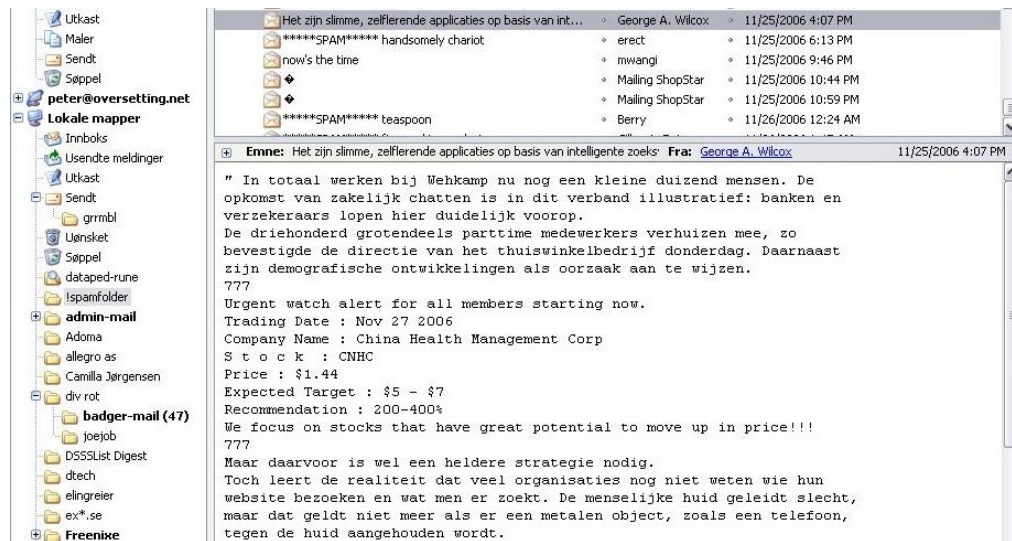 Utkast
Maler
Sendt
Søppel
peter@oversetting.net
Lokale mapper
Innboks
Usendte meldinger
Utkast
Sendt
grrmbl
Uønsket
Søppel
dataped-rune
!spamfolder
admin-mail
Adoma
allegro as
Camilla Jørgensen
div rot
badger-mail (47)
joejob
DSSSList Digest
dtech
elingreier
ex*.se
Freenixe
Het zijn slimme, zelflerende applicaties op basis van int... George A. Wilcox 11/25/2006 4:07 PM
*****SPAM***** handsomely chariot erect 11/25/2006 6:13 PM
now's the time mwangi 11/25/2006 9:46 PM
� Mailing ShopStar 11/25/2006 10:44 PM
� Mailing ShopStar 11/25/2006 10:59 PM
*****SPAM***** teaspoon Berry 11/26/2006 12:24 AM
Emne: Het zijn slimme, zelflerende applicaties op basis van intelligente zoeks Fra: George A. Wilcox 11/25/2006 4:07 PM
" In totaal werken bij Wehkamp nu nog een kleine duizend mensen. De
opkomst van zakelijk chatten is in dit verband illustratief: banken en
verzekeraars lopen hier duidelijk voorop.
De driehonderd grotendeels parttime medewerkers verhuizen mee, zo
bevestigde de directie van het thuiswinkelbedrijf donderdag. Daarnaast
zijn demografische ontwikkelingen als oorzaak aan te wijzen.
777
Urgent watch alert for all members starting now.
Trading Date : Nov 27 2006
Company Name : China Health Management Corp
S t o c k : CNHC
Price : $1.44
Expected Target : $5 - $7
Recommendation : 200-400%
We focus on stocks that have great potential to move up in price!!!
777
Maar daarvoor is wel een heldere strategie nodig.
Toch leert de realiteit dat veel organisaties nog niet weten wie hun
website bezoeken en wat men er zoekt. De menselijke huid geleidt slecht,
maar dat geldt niet meer als er een metalen object, zoals een telefoon,
tegen de huid aangehouden wordt.